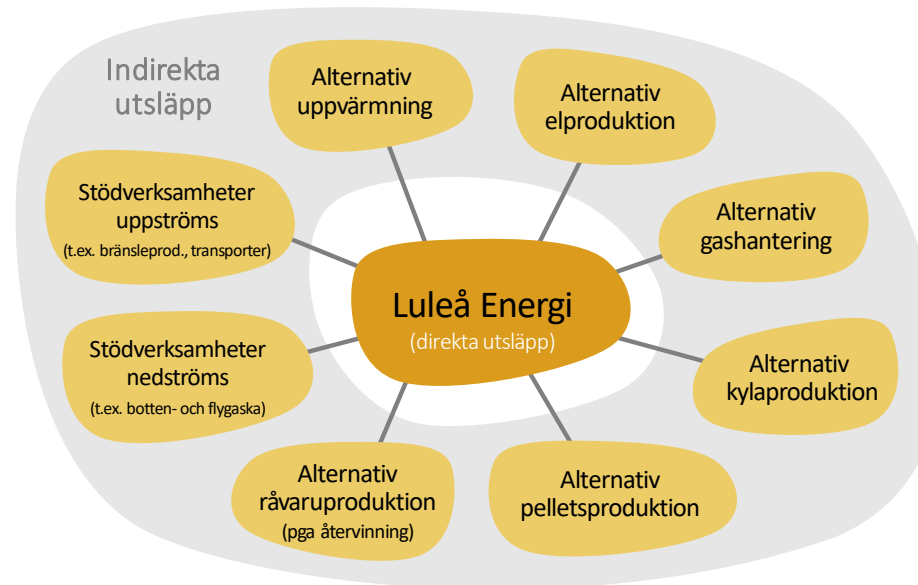 Indirekta
utsläpp
Alternativ
uppvärmning
Alternativ
elproduktion
Stödverksamheter
uppströms
(t.ex. bränsleprod., transporter)
Alternativ
gashantering
Luleå Energi
(direkta utsläpp)
Stödverksamheter
nedströms
(t.ex. botten- och flygaska)
Alternativ
kylaproduktion
Alternativ
råvaruproduktion
(pga återvinning)
Alternativ
pelletsproduktion